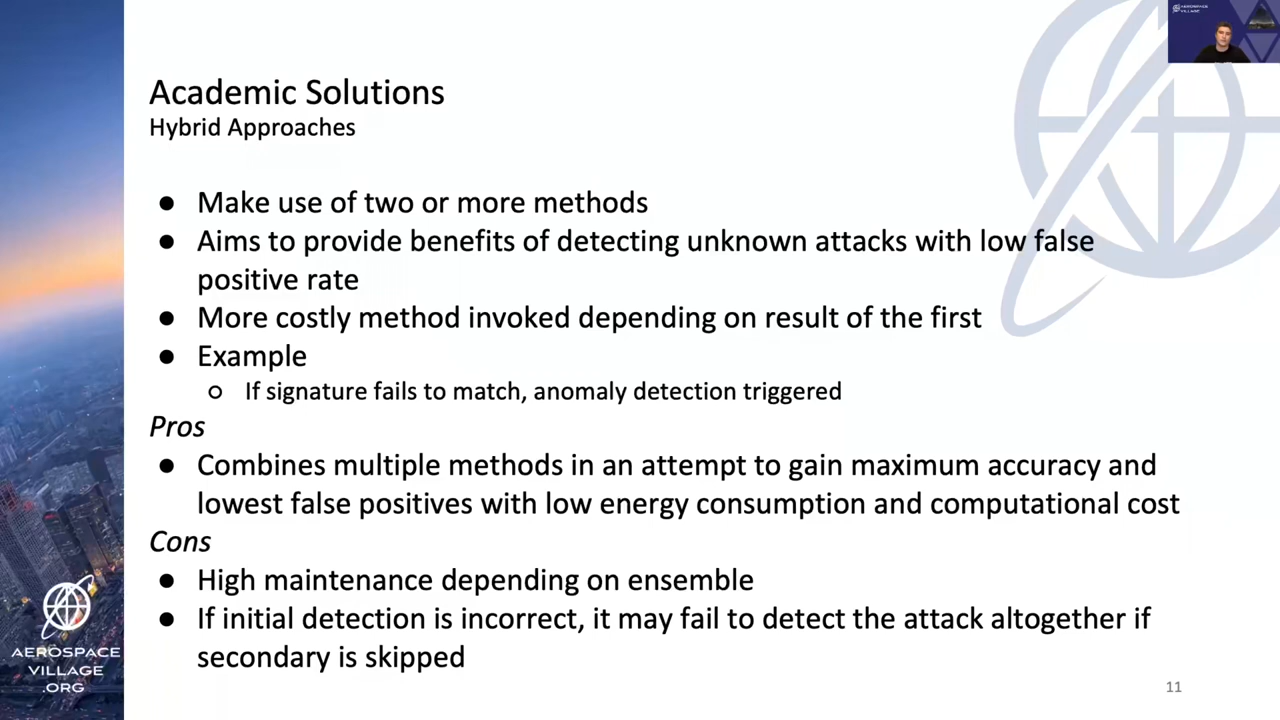 AEROSPACE
VILLAGE
Academic Solutions
Hybrid Approaches
● Make use of two or more methods
● Aims to provide benefits of detecting unknown attacks with low false
positive rate
● More costly method invoked depending on result of the first
● Example
○ If signature fails to match, anomaly detection triggered
Pros
● Combines multiple methods in an attempt to gain maximum accuracy and
lowest false positives with low energy consumption and computational cost
Cons
● High maintenance depending on ensemble
● If initial detection is incorrect, it may fail to detect the attack altogether if
secondary is skipped
AEROSPACE
VILLAGE
.ORG
11